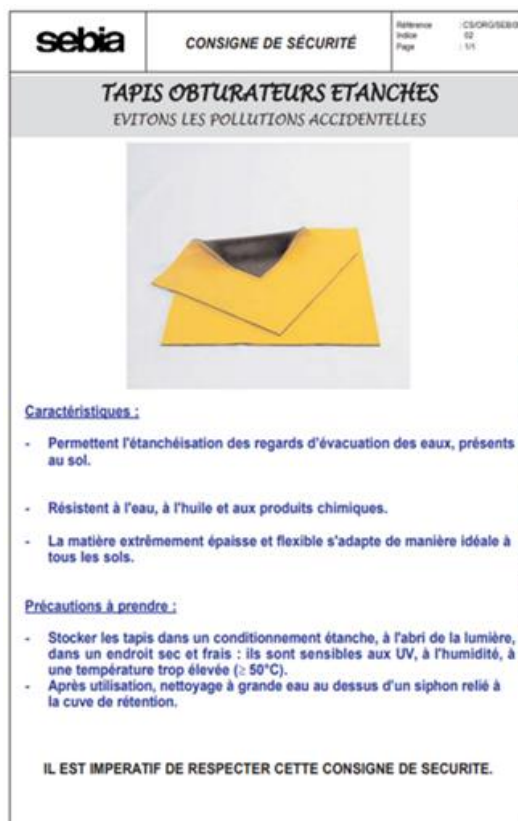 sebia
CONSIGNE DE SÉCURITÉ
Référence :
Indice : 02
Page : 1/1
TAPIS OBTURATEURS ETANCHES
EVITONS LES POLLUTIONS ACCIDENTELLES
Caractéristiques :
- Permettent l'étanchéisation des regards d'évacuation des eaux, présents
au sol.
- Résistent à l'eau, à l'huile et aux produits chimiques.
- La matière extrêmement épaisse et flexible s'adapte de manière idéale à
tous les sols.
Précautions à prendre :
- Stocker les tapis dans un conditionnement étanche, à l'abri de la lumière,
dans un endroit sec et frais : ils sont sensibles aux UV, à l'humidité, à
une température trop élevée (≥ 50°C).
- Après utilisation, nettoyage à grande eau au dessus d'un siphon relié à
la cuve de rétention.
IL EST IMPERATIF DE RESPECTER CETTE CONSIGNE DE SECURITE.